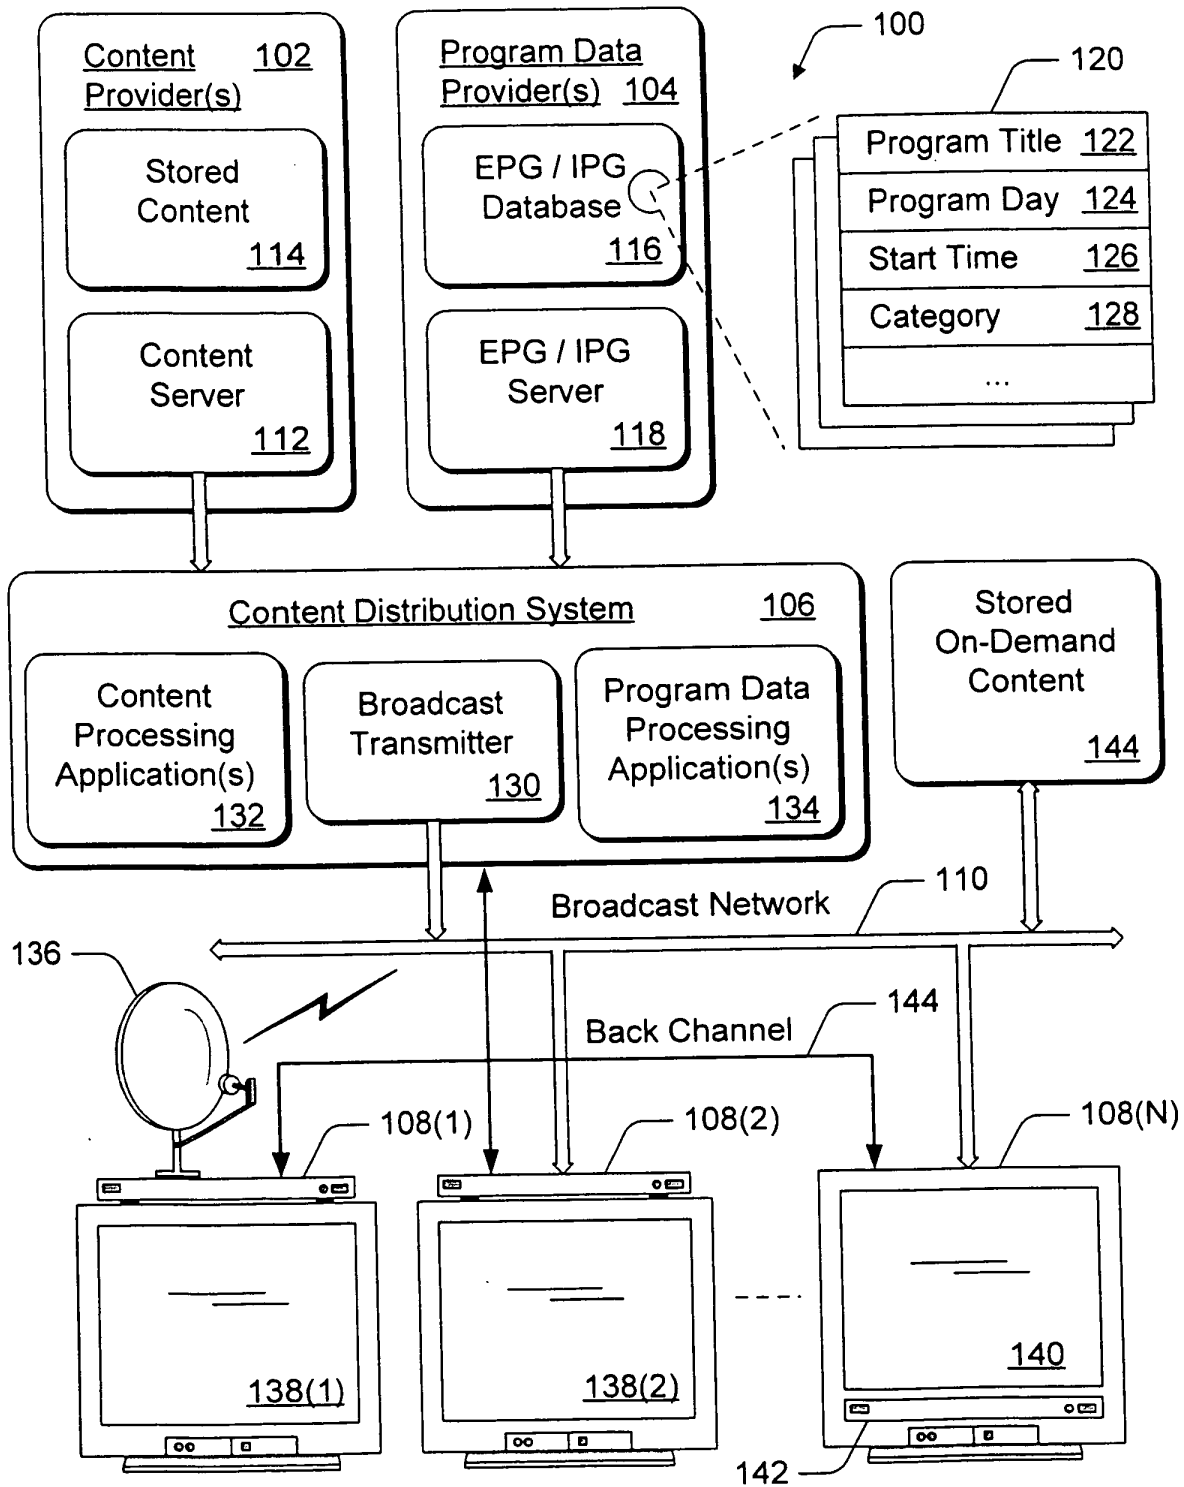 100
Content 102
Provider(s)
Stored
Content
114
Content
Server
112
Program Data
Provider(s) 104
EPG / IPG
Database
116
EPG / IPG
Server
118
120
Program Title 122
Program Day 124
Start Time 126
Category 128
...
Content Distribution System 106
Content
Processing
Application(s)
132
Broadcast
Transmitter
130
Program Data
Processing
Application(s)
134
Stored
On-Demand
Content
144
Broadcast Network
110
136
Back Channel
144
108(1)
108(2)
108(N)
138(1)
138(2)
140
142